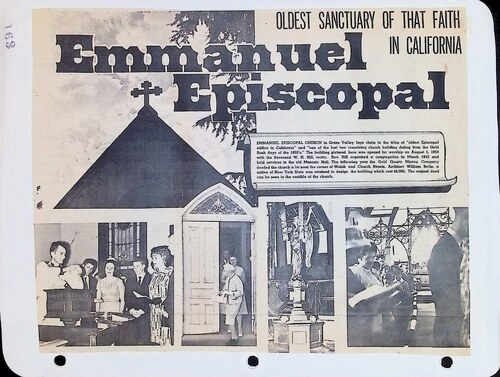 168
OLDEST SANCTUARY OF THAT FAITH
IN CALIFORNIA
Emmanuel
Episcopal
EMMANUEL EPISCOPAL CHURCH in Grass Valley lays claim to the titles of "oldest Episcopal
edifice in California" and "one of the last two remaining church building dating from the Gold
Rush days of the 1850's." The building pictured here was opened for worship on August 1, 1858
with the Reverend W. H. Hill, rector. Rev. Hill organized a congregation in March 1855 and
held services in the old Masonic Hall. The following year the Gold Quartz Mining Company
deeded the church a lot near the corner of Walsh and Church Streets. Architect William
native of New York State was retained to design the building which cost $6,000. The original deed
can be seen in the vestible of the church.